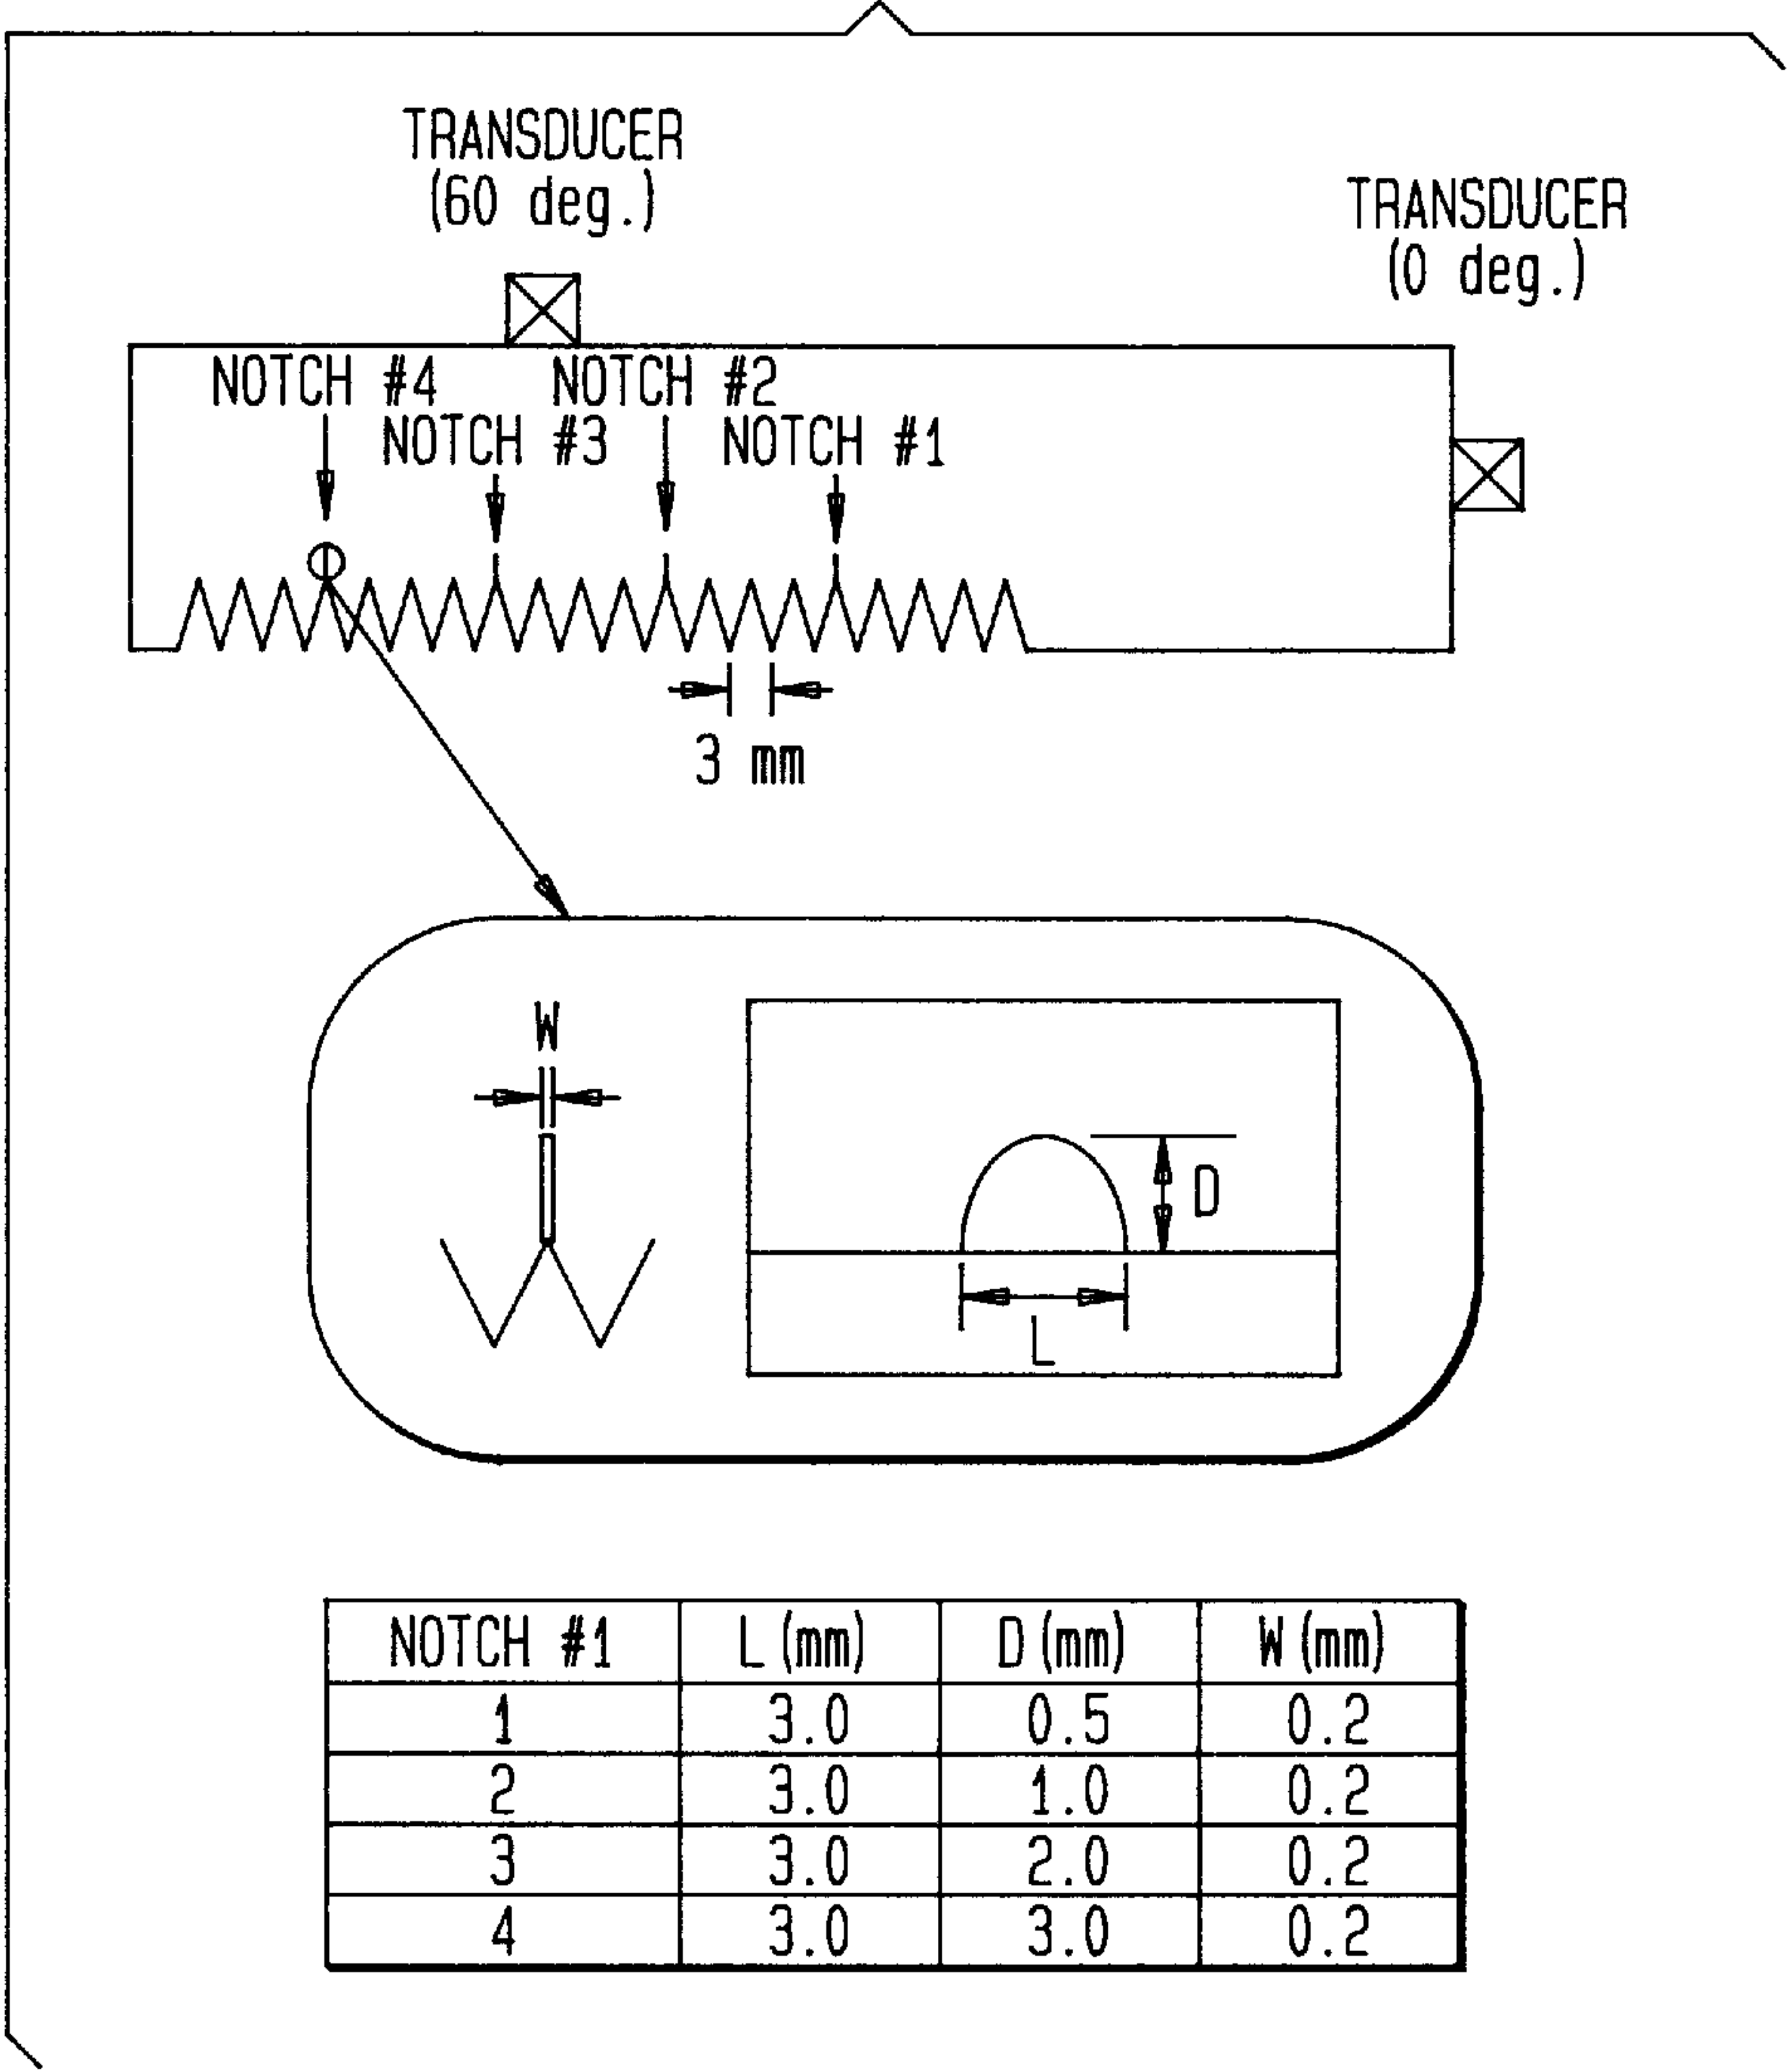 TRANSDUCER
(60 deg.)
TRANSDUCER
(0 deg.)
NOTCH #4 NOTCH #2
NOTCH #3 NOTCH #1
3 mm
W
D
L
NOTCH #1 L(mm) D(mm) W(mm)
1 3.0 0.5 0.2
2 3.0 1.0 0.2
3 3.0 2.0 0.2
4 3.0 3.0 0.2